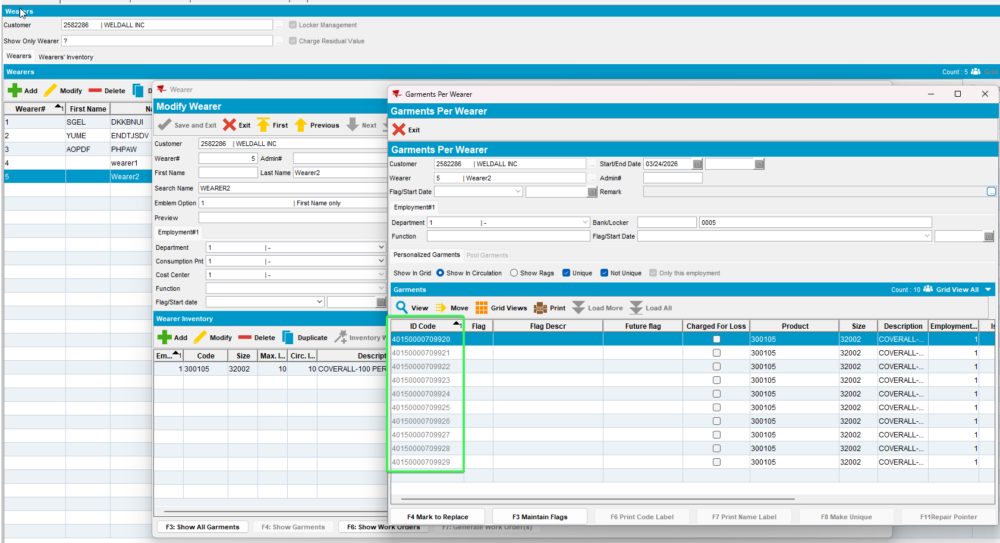 Wearers
Customer 2582286 | WELDALL INC ... Locker Management
Show Only Wearer ? ... Charge Residual Value
Wearers Wearers' Inventory
Wearers Count : 5 Grid
Add Modify Delete D
Wearer# 1 First Name Na
1 SGEL DKKBNUI
2 YUME ENDTJSDV
3 AOPDF PHPAW
4 wearer1
5 Wearer2
Wearer
Modify Wearer
Save and Exit Exit First Previous Next
Customer 2582286 | WELDALL INC
Wearer# 5 Admin#
First Name Last Name Wearer2
Search Name WEARER2
Emblem Option 1 | First Name only
Preview
Employment#1
Department 1 | -
Consumption Pnt 1 | -
Cost Center 1 | -
Function
Flag/Start date 16
Wearer Inventory
Add Modify Delete Duplicate Inventory W
Em... 1 Code Size Max. I... Circ. I... Descript
1 300105 32002 10 10 COVERALL-100 PER
F3: Show All Garments F4: Show Garments F6: Show Work Orders F7: Generate Work Order(s)
Garments Per Wearer
Garments Per Wearer
Exit
Garments Per Wearer
Customer 2582286 | WELDALL INC ... Start/End Date 03/24/2026 16 16
Wearer 5 | Wearer2 ... Admin#
Flag/Start Date 16 Remark ...
Employment#1
Department 1 | - Bank/Locker 0005
Function Flag/Start Date 16
Personalized Garments Pool Garments
Show In Grid Show In Circulation Show Rags Unique Not Unique Only this employment
Garments Count : 10 Grid View All
View Move Grid Views Print Load More Load All
ID Code 1 Flag Flag Descr Future flag Charged For Loss Product Size Description Employment... Is
40150000709920 300105 32002 COVERALL-... 1
40150000709921 300105 32002 COVERALL-... 1
40150000709922 300105 32002 COVERALL-... 1
40150000709923 300105 32002 COVERALL-... 1
40150000709924 300105 32002 COVERALL-... 1
40150000709925 300105 32002 COVERALL-... 1
40150000709926 300105 32002 COVERALL-... 1
40150000709927 300105 32002 COVERALL-... 1
40150000709928 300105 32002 COVERALL-... 1
40150000709929 300105 32002 COVERALL-... 1
F4 Mark to Replace F3 Maintain Flags F6 Print Code Label F7 Print Name Label F8 Make Unique F11Repair Pointer